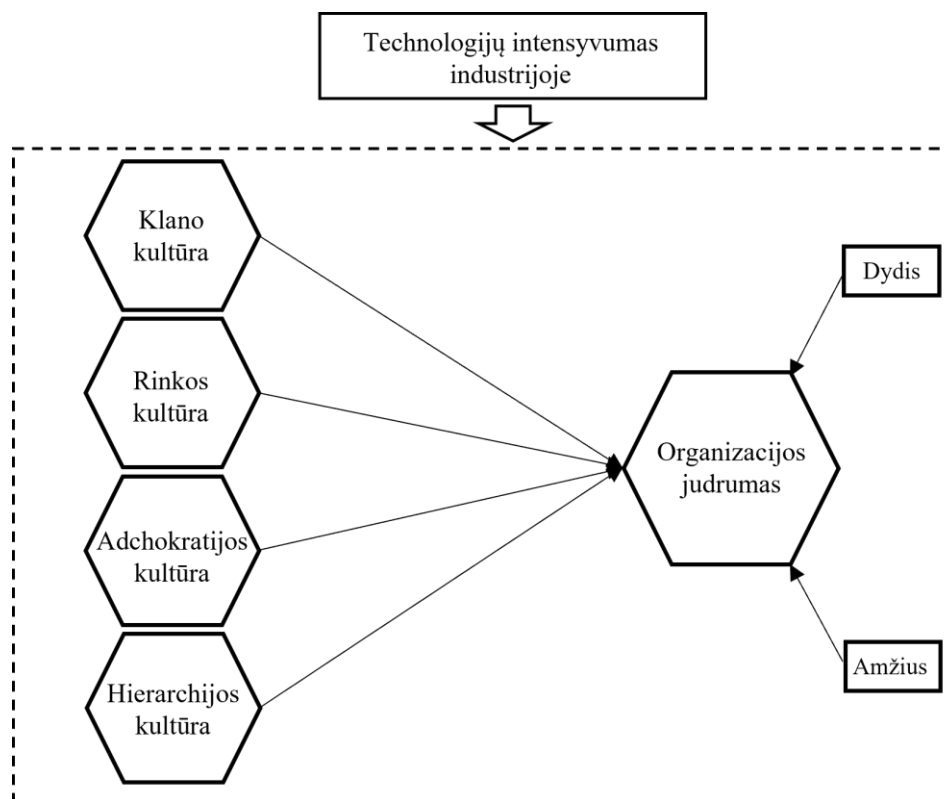 Technologijų intensyvumas
industrijoje
Klano
kultūra
Rinkos
kultūra
Adchokratijos
kultūra
Hierarchijos
kultūra
Organizacijos
judrumas
Dydis
Amžius